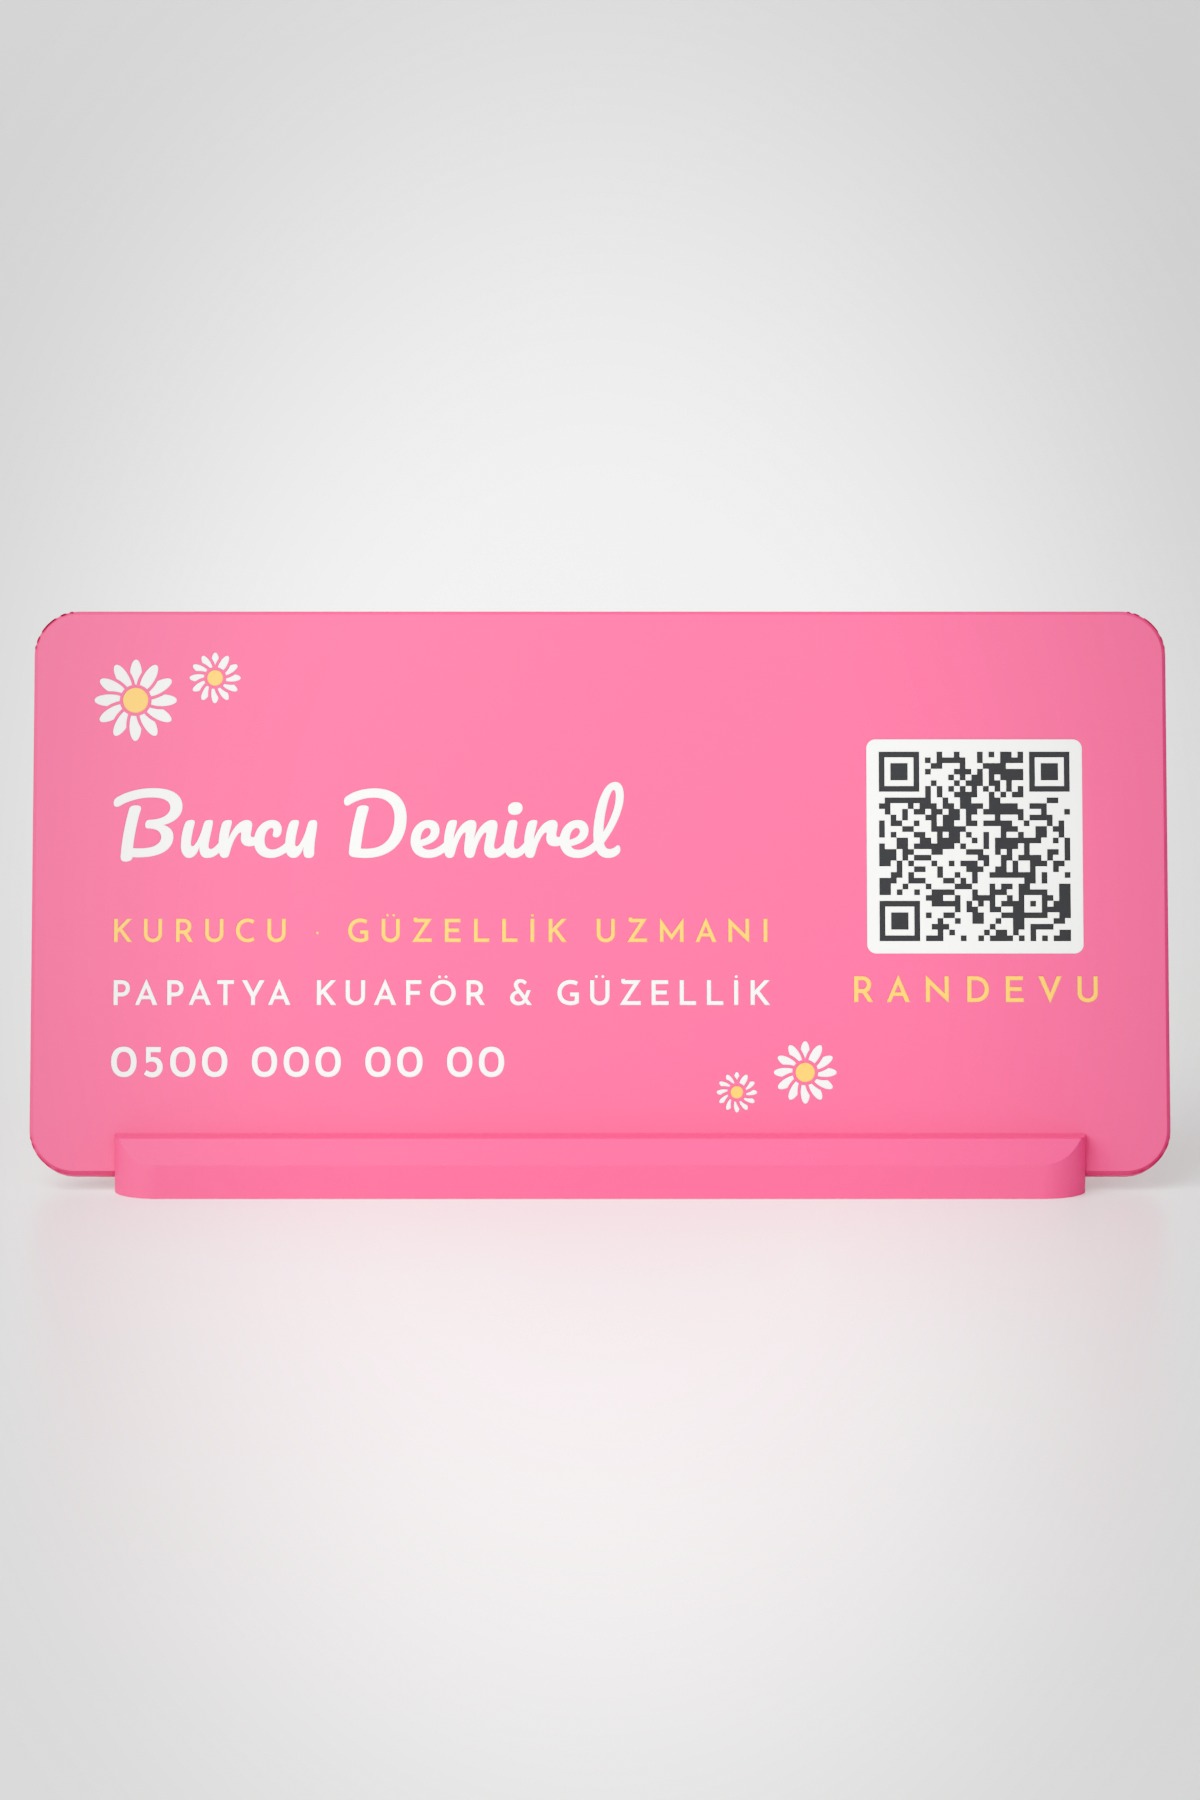 Burcu Demirel
KURUCU · GÜZELLİK UZMANI
PAPATYA KUAFÖR & GÜZELLİK
0500 000 00 00
RANDEVU